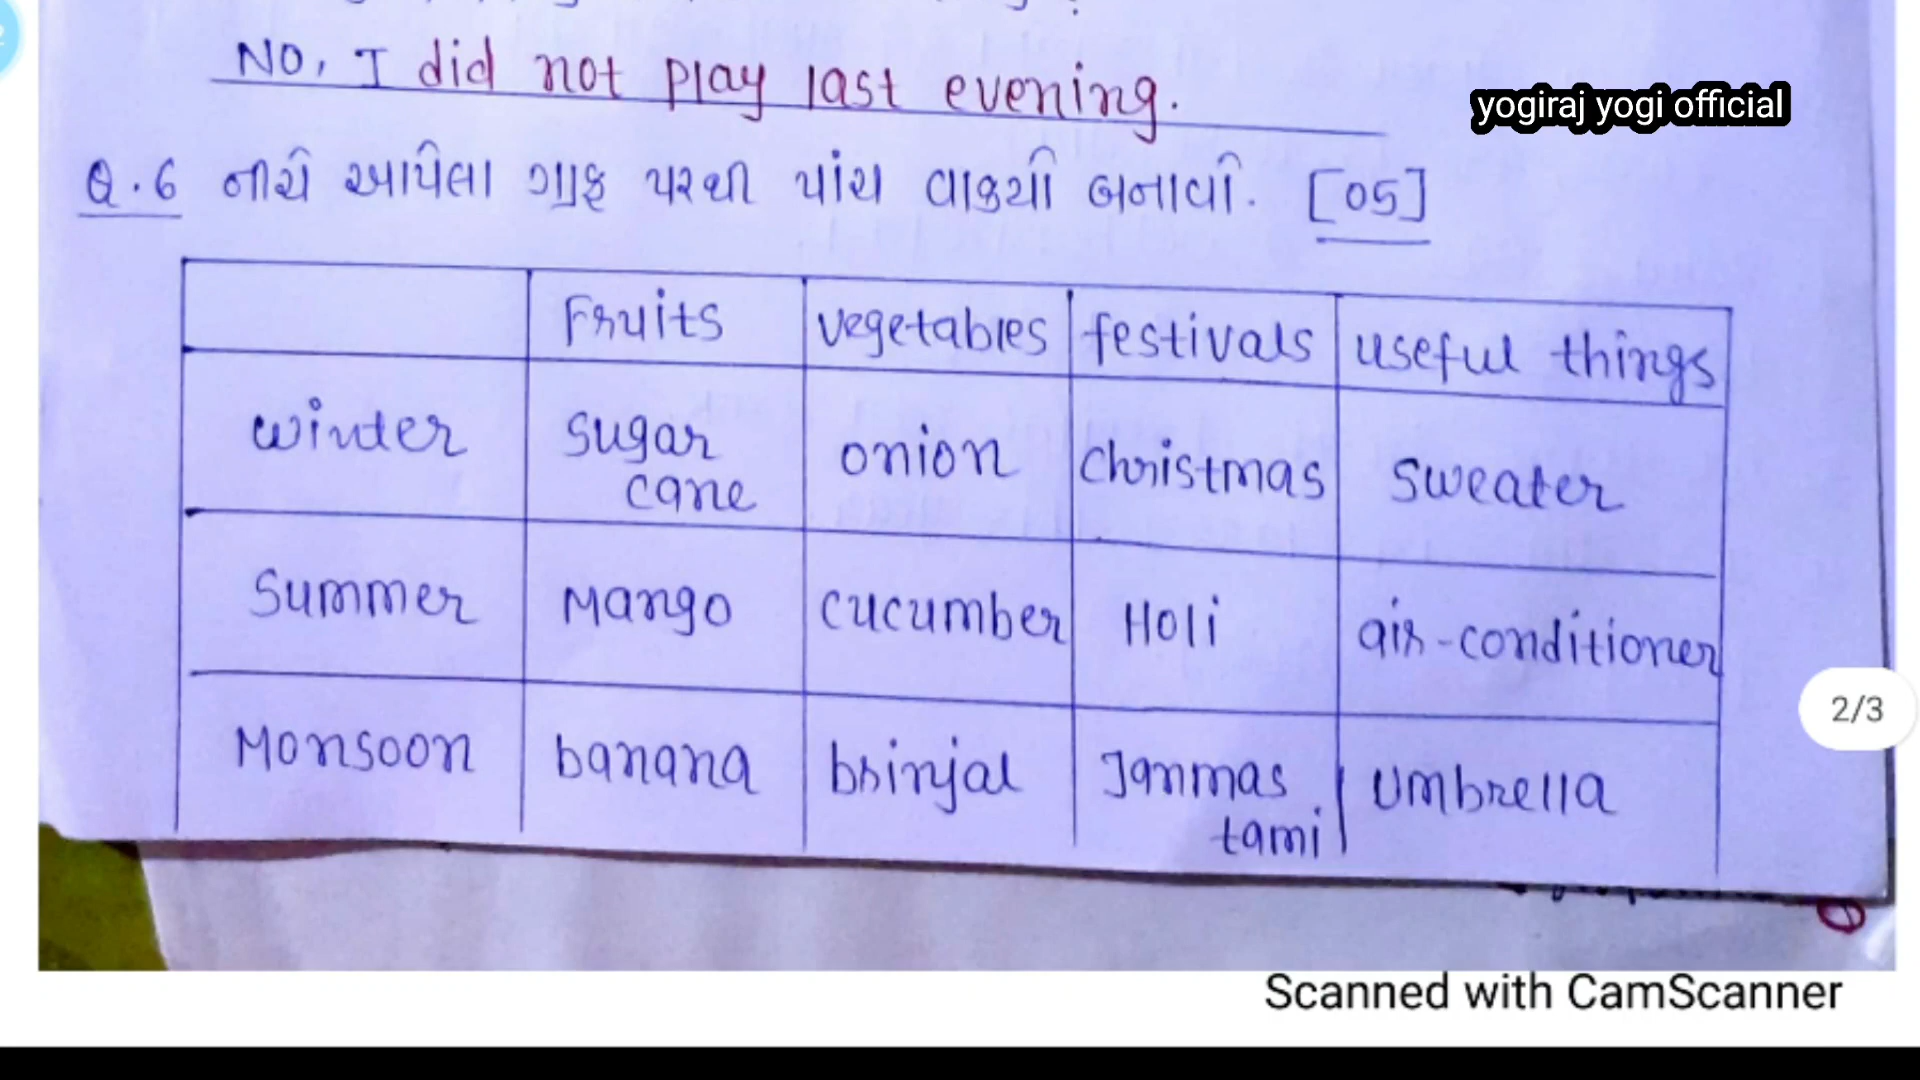 No, I did not play last evening.
yogiraj yogi official
Q.6 નીચે આપેલા ગ્રાફ પરથી પાંચ વાક્યો બનાવો. [05]
Fruits vegetables festivals useful things
winter sugar cane onion christmas sweater
Summer Mango cucumber Holi air-conditioner
Monsoon banana brinjal Janmas tami umbrella
2/3
Scanned with CamScanner